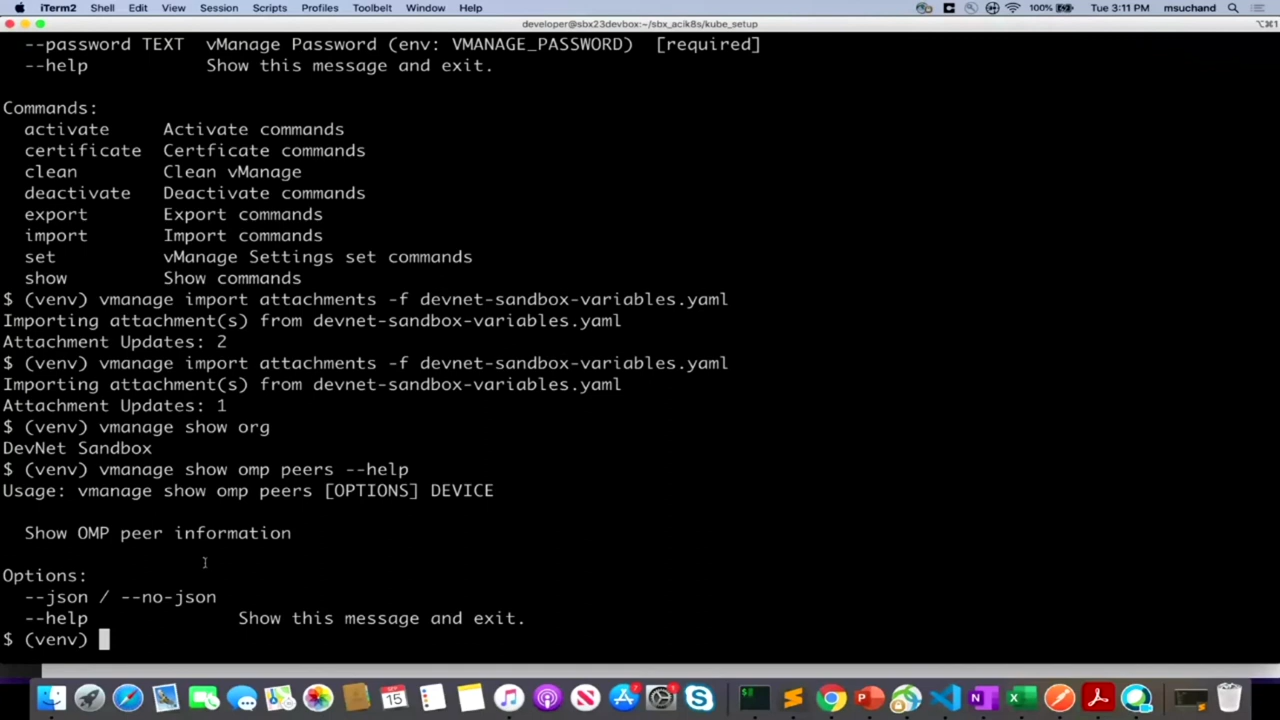 iTerm2 Shell Edit View Session Scripts Profiles Toolbelt Window Help 100% Tue 3:11 PM msuchand
developer@sbx23devbox:~/sbx_acik8s/kube_setup
⌥⌘1
--password TEXT vManage Password (env: VMANAGE_PASSWORD) [required]
--help Show this message and exit.
Commands:
activate Activate commands
certificate Certficate commands
clean Clean vManage
deactivate Deactivate commands
export Export commands
import Import commands
set vManage Settings set commands
show Show commands
$ (venv) vmanage import attachments -f devnet-sandbox-variables.yaml
Importing attachment(s) from devnet-sandbox-variables.yaml
Attachment Updates: 2
$ (venv) vmanage import attachments -f devnet-sandbox-variables.yaml
Importing attachment(s) from devnet-sandbox-variables.yaml
Attachment Updates: 1
$ (venv) vmanage show org
DevNet Sandbox
$ (venv) vmanage show omp peers --help
Usage: vmanage show omp peers [OPTIONS] DEVICE
Show OMP peer information
Options:
--json / --no-json
--help Show this message and exit.
$ (venv)
15